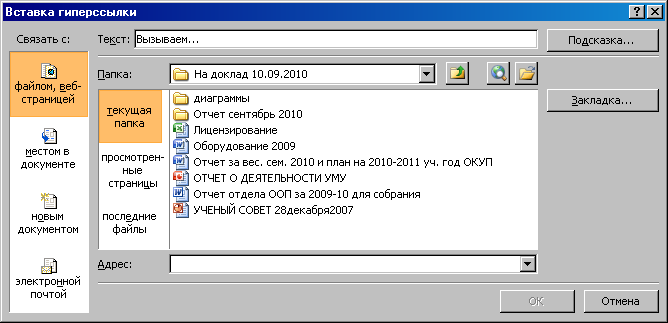 Вставка гиперссылки
Связать с:
Текст: Вызываем...
Подсказка...
файлом, веб-
страницей
местом в
документе
новым
документом
электронной
почтой
Папка: На доклад 10.09.2010
Закладка...
текущая
папка
просмотрен-
ные
страницы
последние
файлы
диаграммы
Отчет сентябрь 2010
Лицензирование
Оборудование 2009
Отчет за вес. сем. 2010 и план на 2010-2011 уч. год ОКУП
ОТЧЕТ О ДЕЯТЕЛЬНОСТИ УМУ
Отчет отдела ООП за 2009-10 для собрания
УЧЕНЫЙ СОВЕТ 28декабря2007
Адрес:
ОК
Отмена